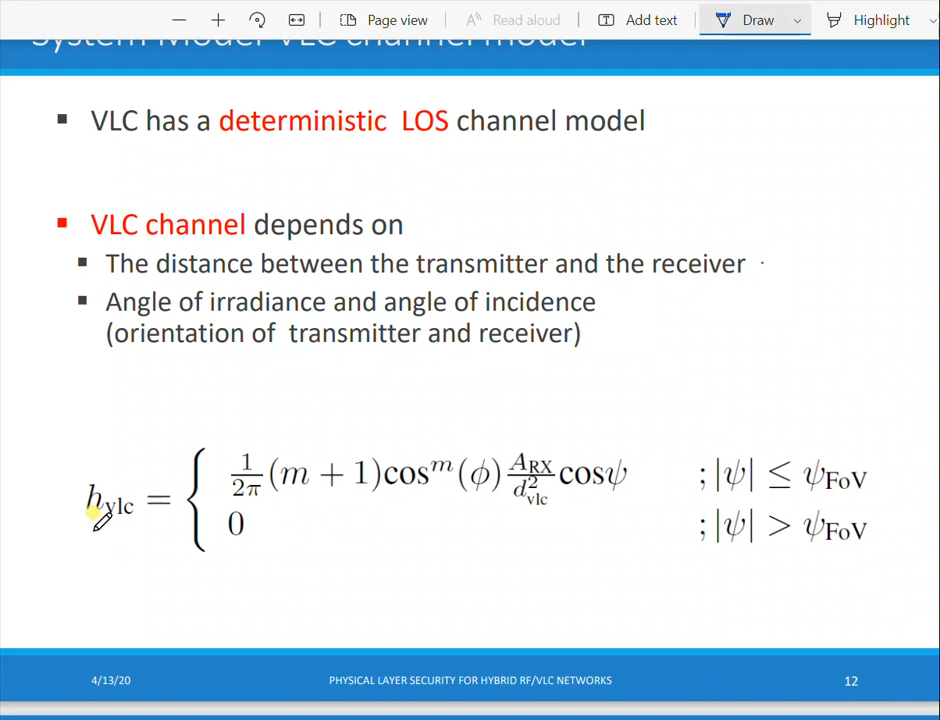 Page view
Read aloud
Add text
Draw
Highlight
System Model VLC channel model
▪ VLC has a deterministic LOS channel model
▪ VLC channel depends on
▪ The distance between the transmitter and the receiver
▪ Angle of irradiance and angle of incidence
(orientation of transmitter and receiver)
h_vlc = { 1/2π (m + 1)cos^m(ϕ) A_RX/d²_vlc cosψ ; |ψ| ≤ ψ_FoV
0 ; |ψ| > ψ_FoV
4/13/20 PHYSICAL LAYER SECURITY FOR HYBRID RF/VLC NETWORKS 12